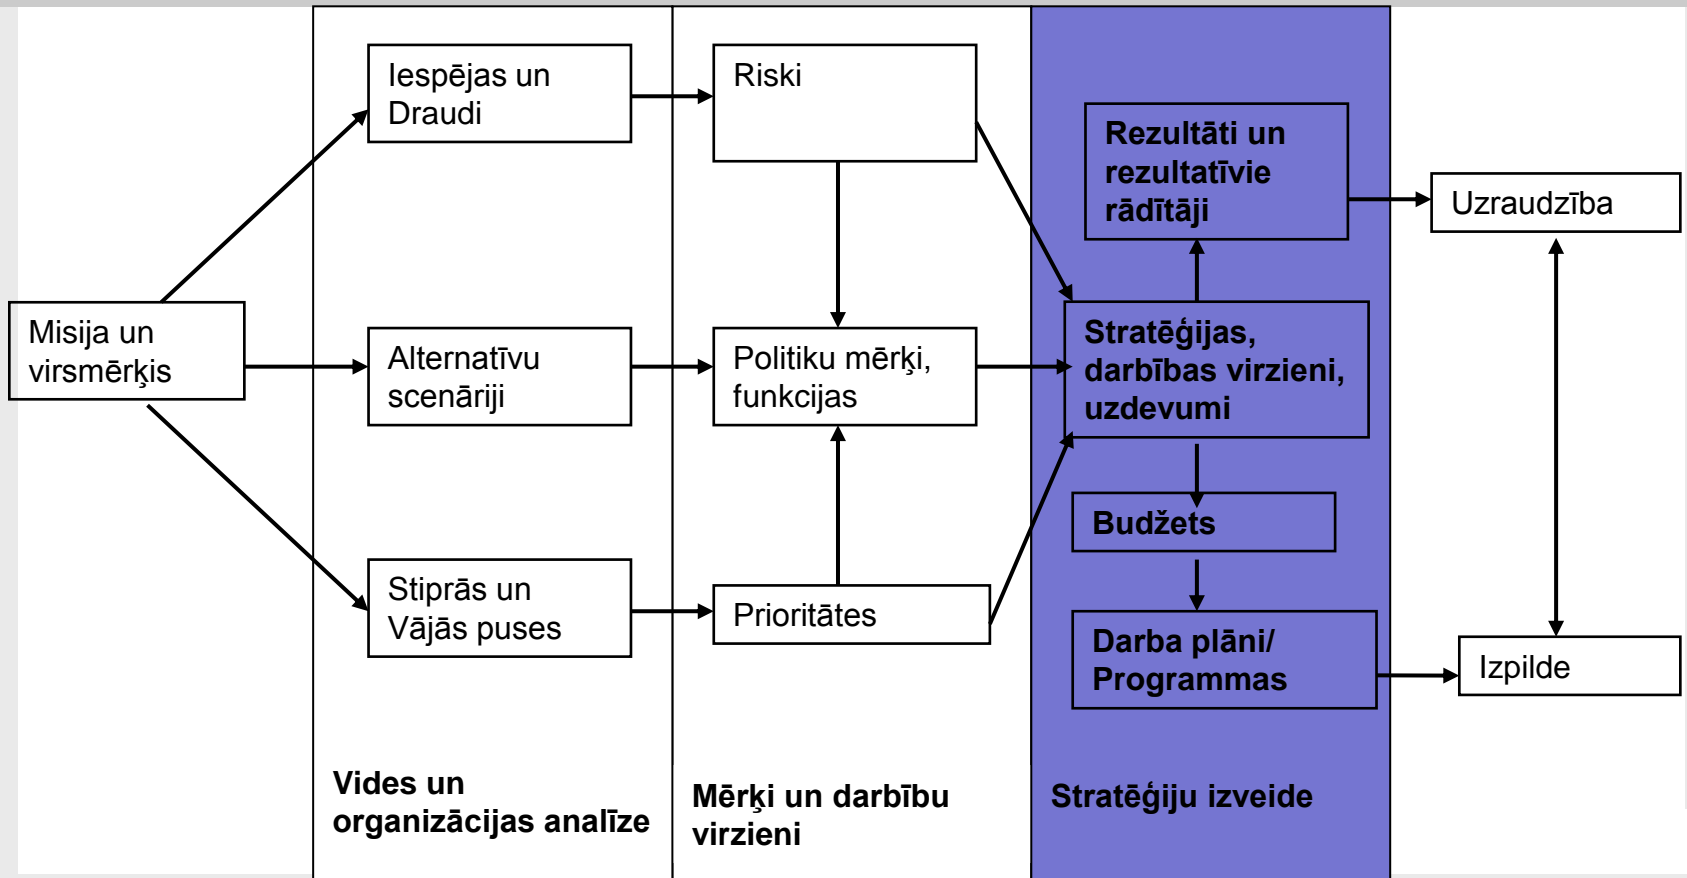 Misija un
virsmērķis
Iespējas un
Draudi
Alternatīvu
scenāriji
Stiprās un
Vājās puses
Vides un
organizācijas analīze
Riski
Politiku mērķi,
funkcijas
Prioritātes
Mērķi un darbību
virzieni
Rezultāti un
rezultatīvie
rādītāji
Stratēģijas,
darbības virzieni,
uzdevumi
Budžets
Darba plāni/
Programmas
Stratēģiju izveide
Uzraudzība
Izpilde